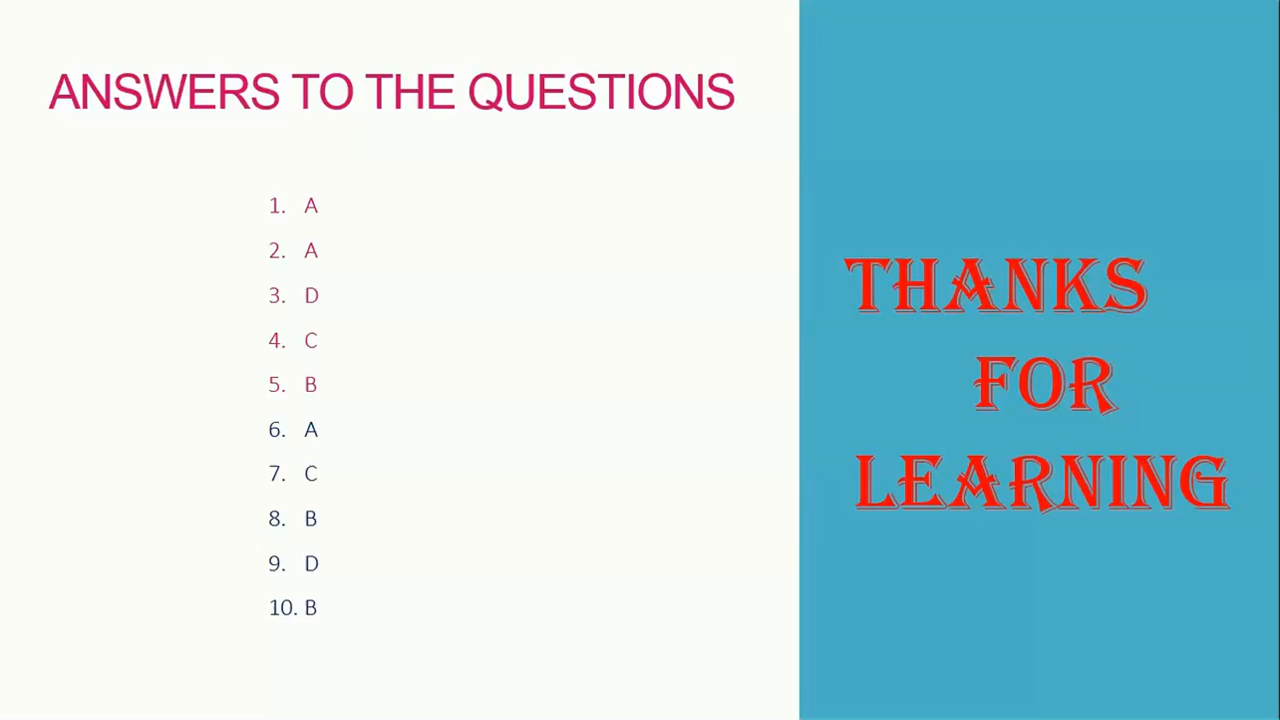 ANSWERS TO THE QUESTIONS
1. A
2. A
3. D
4. C
5. B
6. A
7. C
8. B
9. D
10. B
THANKS
FOR
LEARNING